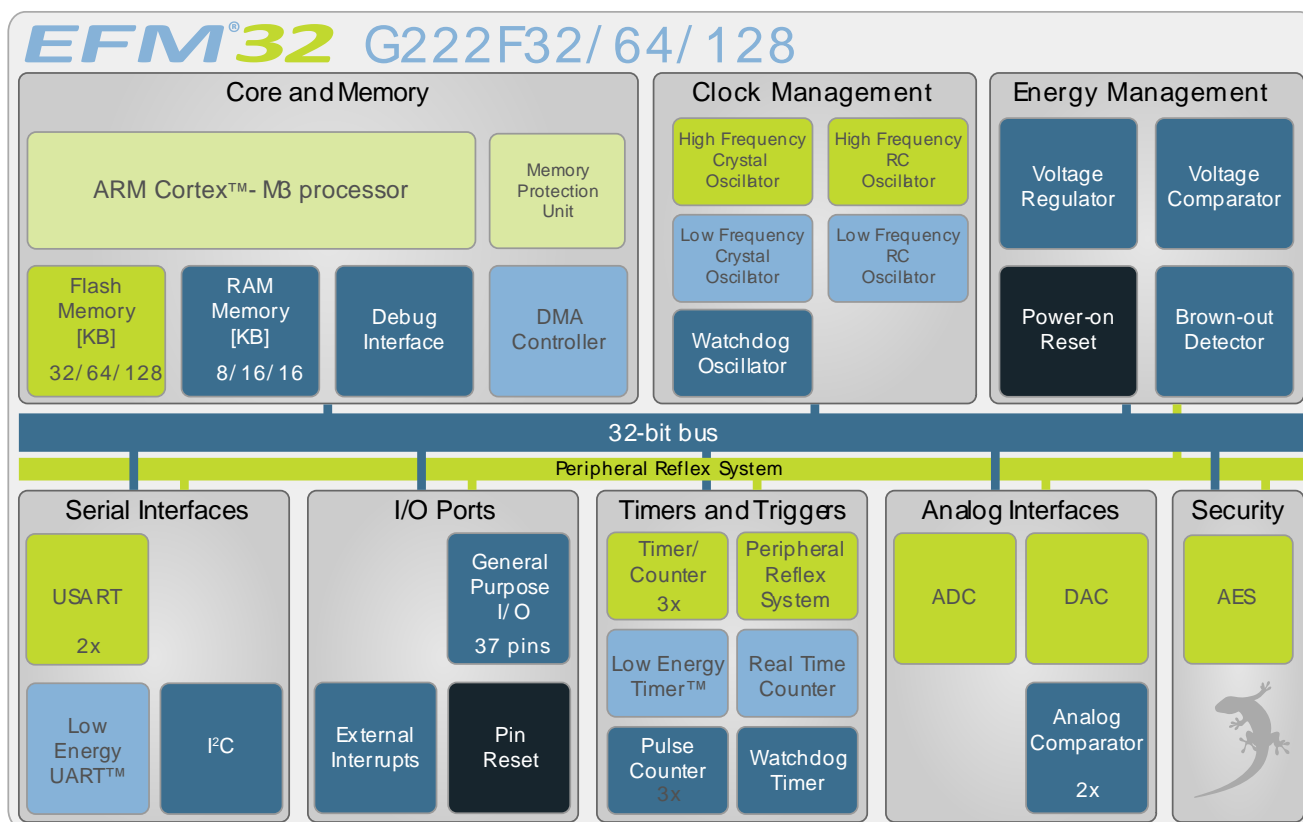 EFM®32 G222F32/64/128
Core and Memory
ARM Cortex™- M3 processor
Memory
Protection
Unit
Flash
Memory
[KB]
32/64/128
RAM
Memory
[KB]
8/16/16
Debug
Interface
DMA
Controller
Clock Management
High Frequency
Crystal
Oscillator
High Frequency
RC
Oscillator
Low Frequency
Crystal
Oscillator
Low Frequency
RC
Oscillator
Watchdog
Oscillator
Energy Management
Voltage
Regulator
Voltage
Comparator
Power-on
Reset
Brown-out
Detector
32-bit bus
Peripheral Reflex System
Serial Interfaces
USART
2x
Low
Energy
UART™
I²C
I/O Ports
General
Purpose
I/O
37 pins
External
Interrupts
Pin
Reset
Timers and Triggers
Timer/
Counter
3x
Peripheral
Reflex
System
Low Energy
Timer™
Real Time
Counter
Pulse
Counter
3x
Watchdog
Timer
Analog Interfaces
ADC
DAC
Analog
Comparator
2x
Security
AES